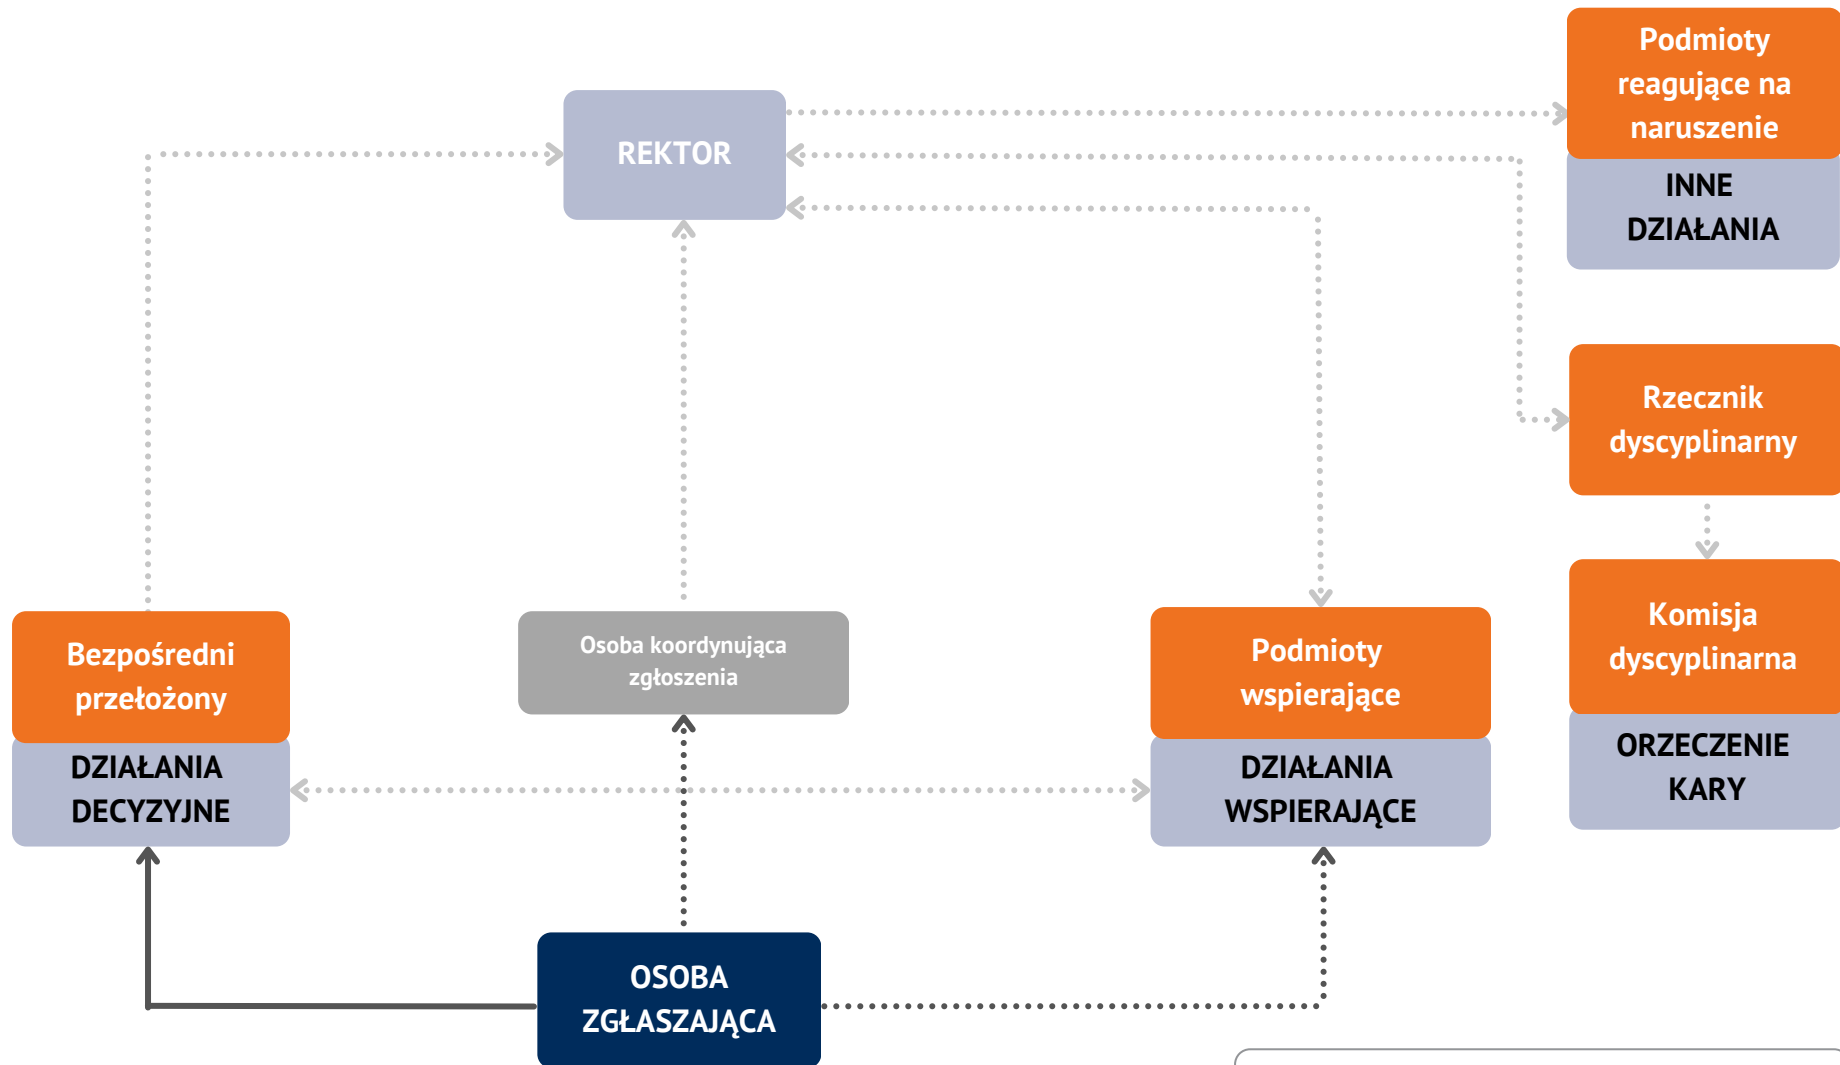 Podmioty
reagujące na
naruszenie
INNE
DZIAŁANIA
REKTOR
Rzecznik
dyscyplinarny
Komisja
dyscyplinarna
ORZECZENIE
KARY
Bezpośredni
przełożony
DZIAŁANIA
DECYZYJNE
Osoba koordynująca
zgłoszenia
Podmioty
wspierające
DZIAŁANIA
WSPIERAJĄCE
OSOBA
ZGŁASZAJĄCA